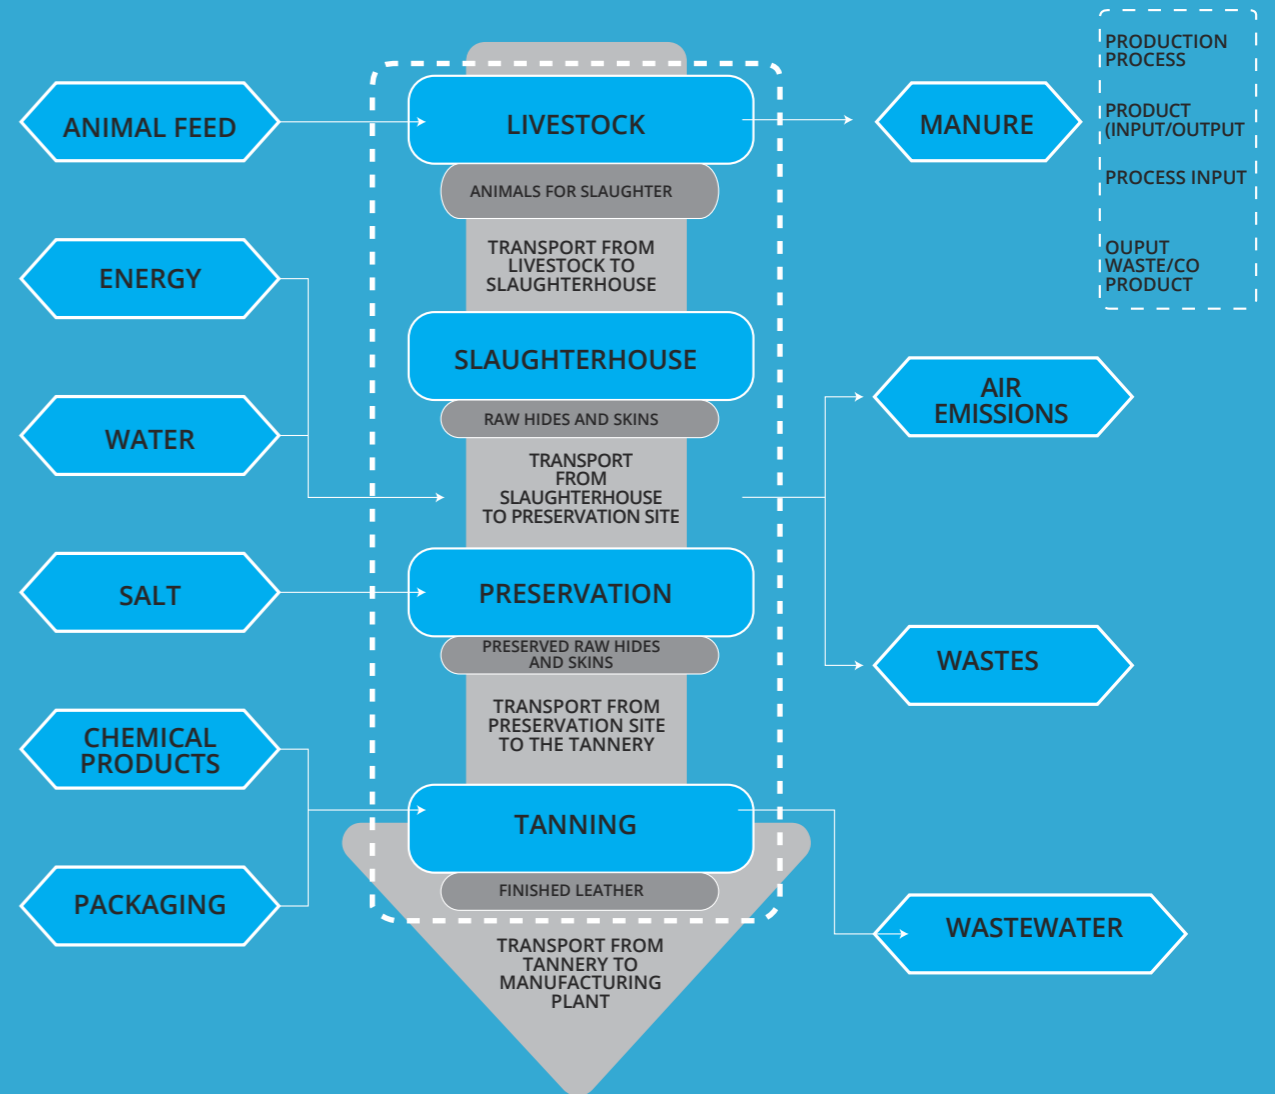 ANIMAL FEED
LIVESTOCK
MANURE
PRODUCTION
PROCESS
PRODUCT
(INPUT/OUTPUT
PROCESS INPUT
OUPUT
WASTE/CO
PRODUCT
ANIMALS FOR SLAUGHTER
TRANSPORT FROM
LIVESTOCK TO
SLAUGHTERHOUSE
ENERGY
SLAUGHTERHOUSE
RAW HIDES AND SKINS
AIR
EMISSIONS
WATER
TRANSPORT
FROM
SLAUGHTERHOUSE
TO PRESERVATION SITE
SALT
PRESERVATION
PRESERVED RAW HIDES
AND SKINS
WASTES
TRANSPORT FROM
PRESERVATION SITE
TO THE TANNERY
CHEMICAL
PRODUCTS
TANNING
PACKAGING
FINISHED LEATHER
WASTEWATER
TRANSPORT FROM
TANNERY TO
MANUFACTURING
PLANT